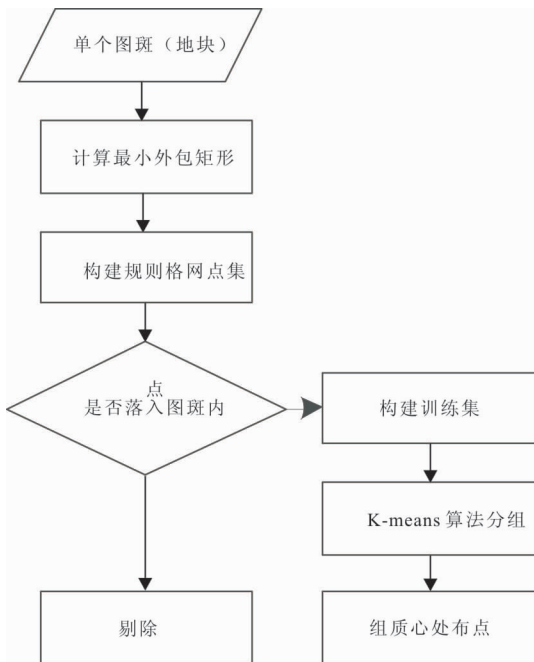 单个图斑（地块）
计算最小外包矩形
构建规则格网点集
点
是否落入图斑内
构建训练集
K-means 算法分组
剔除
组质心处布点